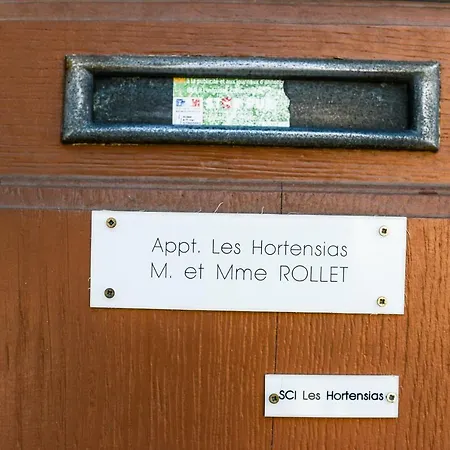 Appt. Les Hortensias
M. et Mme ROLLET
SCI Les Hortensias